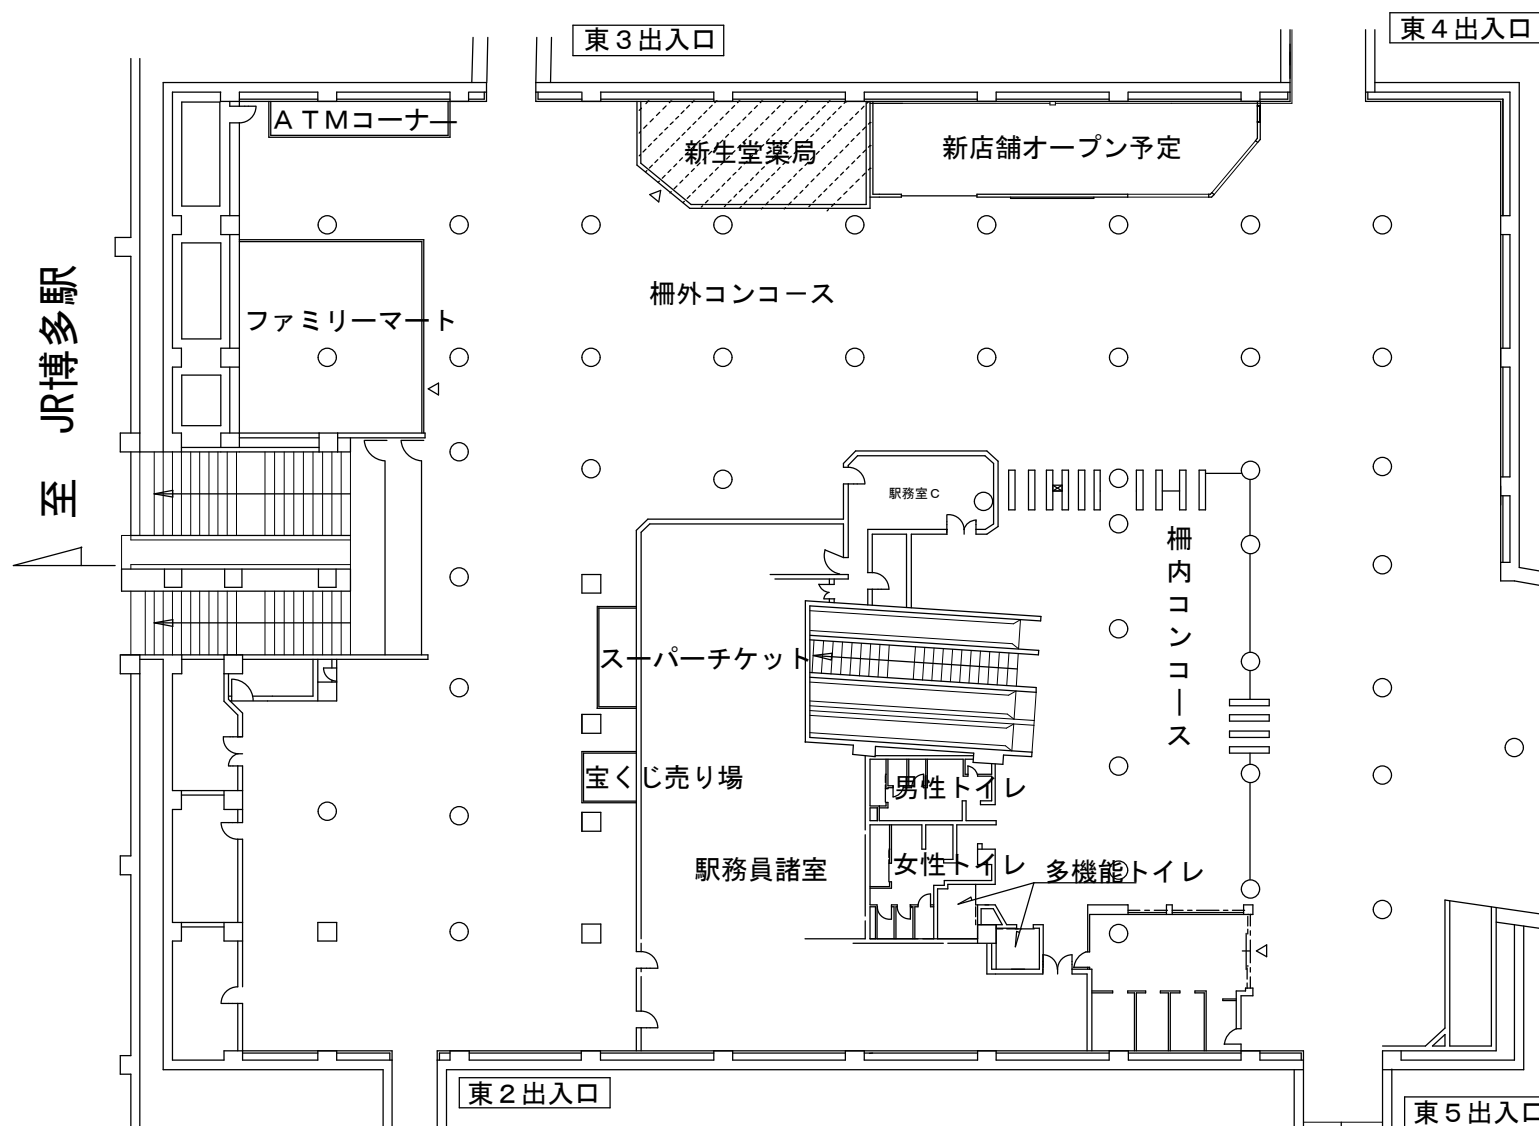 東３出入口
東４出入口
ＡＴＭコーナー
新生堂薬局
新店舗オープン予定
柵外コンコース
ファミリーマート
至 JR博多駅
駅務室Ｃ
柵内コンコース
スーパーチケット
宝くじ売り場
男性トイレ
駅務員諸室
女性トイレ
多機能トイレ
東２出入口
東５出入口